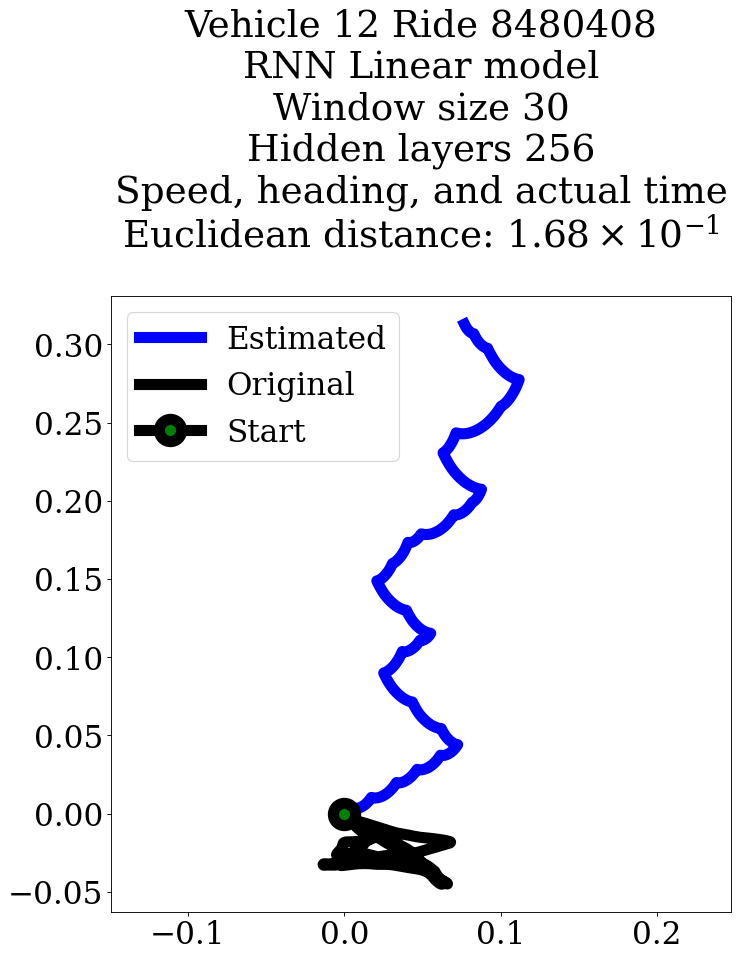 Vehicle 12 Ride 8480408
RNN Linear model
Window size 30
Hidden layers 256
Speed, heading, and actual time
Euclidean distance: 1.68 × 10⁻¹
Estimated
Original
Start
0.30
0.25
0.20
0.15
0.10
0.05
0.00
−0.05
−0.1 0.0 0.1 0.2